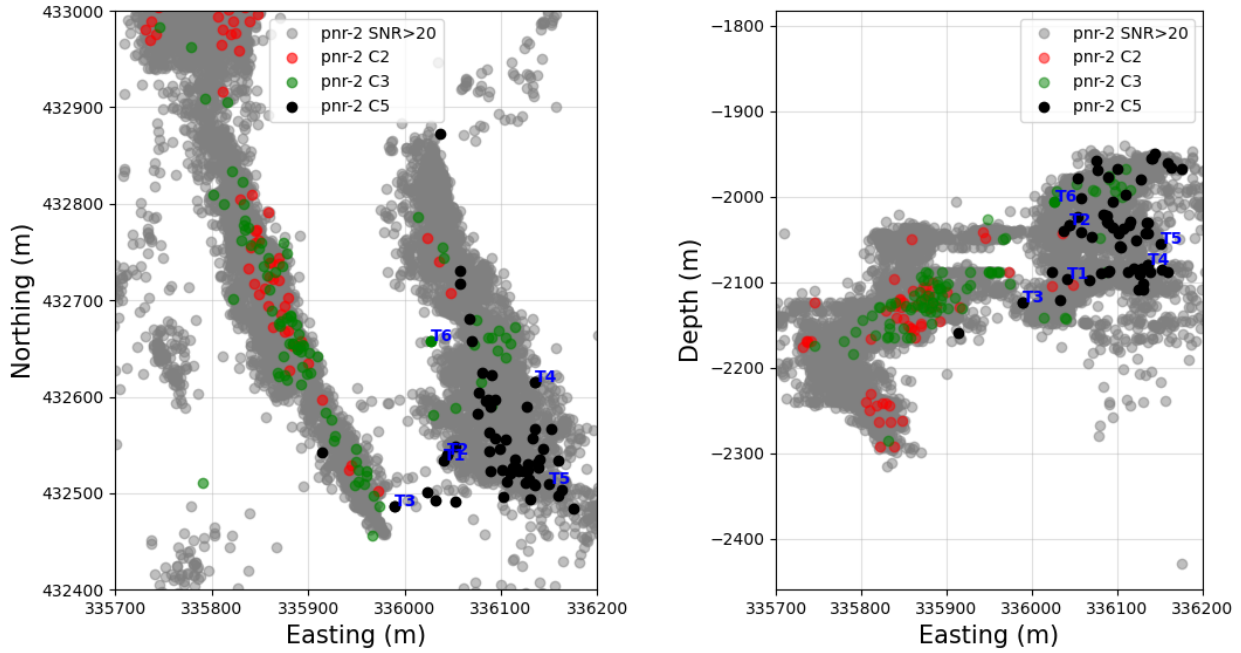 433000
432900
432800
432700
432600
432500
432400
Northing (m)
335700
335800
335900
336000
336100
336200
Easting (m)
pnr-2 SNR>20
pnr-2 C2
pnr-2 C3
pnr-2 C5
T6
T4
T2
T1
T5
T3
−1800
−1900
−2000
−2100
−2200
−2300
−2400
Depth (m)
335700
335800
335900
336000
336100
336200
Easting (m)
pnr-2 SNR>20
pnr-2 C2
pnr-2 C3
pnr-2 C5
T6
T2
T5
T4
T1
T3